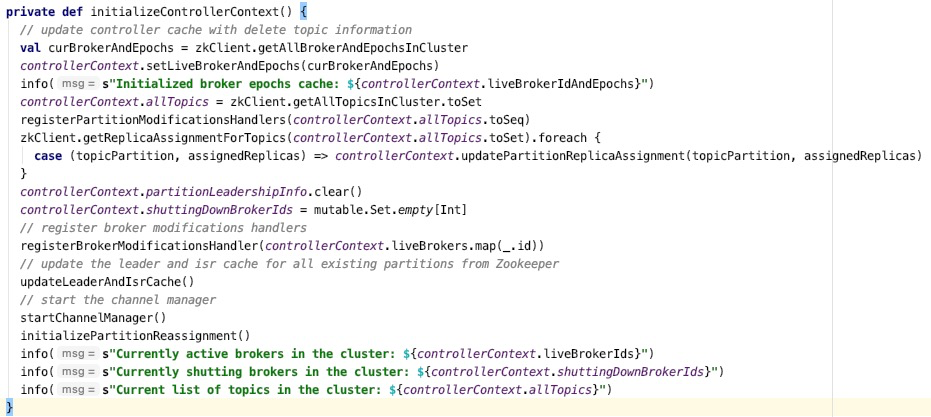 private def initializeControllerContext() {
  // update controller cache with delete topic information
  val curBrokerAndEpochs = zkClient.getAllBrokerAndEpochsInCluster
  controllerContext.setLiveBrokerAndEpochs(curBrokerAndEpochs)
  info( msg = s"Initialized broker epochs cache: ${controllerContext.liveBrokerIdAndEpochs}")
  controllerContext.allTopics = zkClient.getAllTopicsInCluster.toSet
  registerPartitionModificationsHandlers(controllerContext.allTopics.toSeq)
  zkClient.getReplicaAssignmentForTopics(controllerContext.allTopics.toSet).foreach {
    case (topicPartition, assignedReplicas) => controllerContext.updatePartitionReplicaAssignment(topicPartition, assignedReplicas)
  }
  controllerContext.partitionLeadershipInfo.clear()
  controllerContext.shuttingDownBrokerIds = mutable.Set.empty[Int]
  // register broker modifications handlers
  registerBrokerModificationsHandler(controllerContext.liveBrokers.map(_.id))
  // update the leader and isr cache for all existing partitions from Zookeeper
  updateLeaderAndIsrCache()
  // start the channel manager
  startChannelManager()
  initializePartitionReassignment()
  info( msg = s"Currently active brokers in the cluster: ${controllerContext.liveBrokerIds}")
  info( msg = s"Currently shutting brokers in the cluster: ${controllerContext.shuttingDownBrokerIds}")
  info( msg = s"Current list of topics in the cluster: ${controllerContext.allTopics}")
}